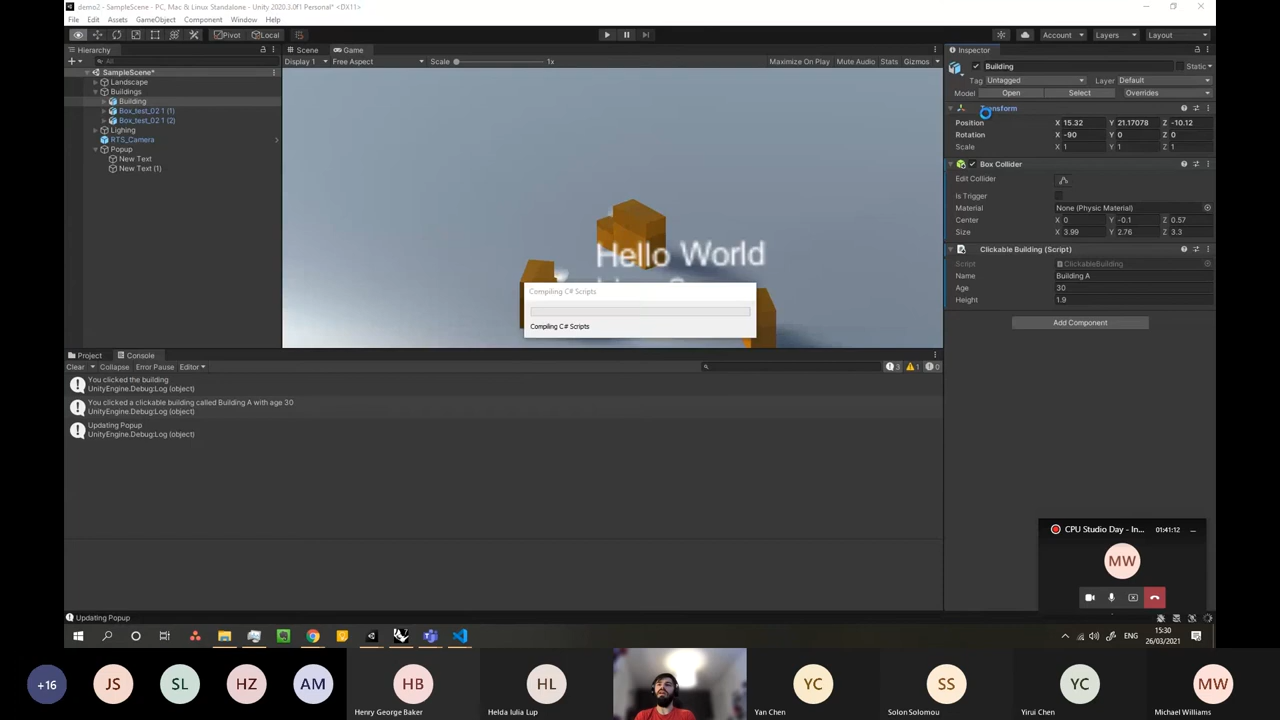 demo2 - SampleScene - PC, Mac & Linux Standalone - Unity 2020.3.0f1 Personal* <DX11>
File Edit Assets GameObject Component Window Help
Pivot Local Account Layers Layout
Hierarchy
All
SampleScene*
Landscape
Buildings
Building
Box_test_02 1 (1)
Box_test_02 1 (2)
Lighing
RTS_Camera
Popup
New Text
New Text (1)
Scene Game
Display 1 Free Aspect Scale 1x Maximize On Play Mute Audio Stats Gizmos
Hello World
Compiling C# Scripts
Compiling C# Scripts
Inspector
Building Static
Tag Untagged Layer Default
Model Open Select Overrides
Transform
Position X 15.32 Y 21.17078 Z -10.12
Rotation X -90 Y 0 Z 0
Scale X 1 Y 1 Z 1
Box Collider
Edit Collider
Is Trigger
Material None (Physic Material)
Center X 0 Y -0.1 Z 0.57
Size X 3.99 Y 2.76 Z 3.3
Clickable Building (Script)
Script ClickableBuilding
Name Building A
Age 30
Height 1.9
Add Component
Project Console
Clear Collapse Error Pause Editor 3 1 0
You clicked the building
UnityEngine.Debug:Log (object)
You clicked a clickable building called Building A with age 30
UnityEngine.Debug:Log (object)
Updating Popup
UnityEngine.Debug:Log (object)
CPU Studio Day - In... 01:41:12
MW
Updating Popup
ENG 15:30
26/03/2021
+16 JS SL HZ AM HB HL YC SS YC MW
Henry George Baker Helda Iulia Lup Yan Chen Solon Solomou Yirui Chen Michael Williams